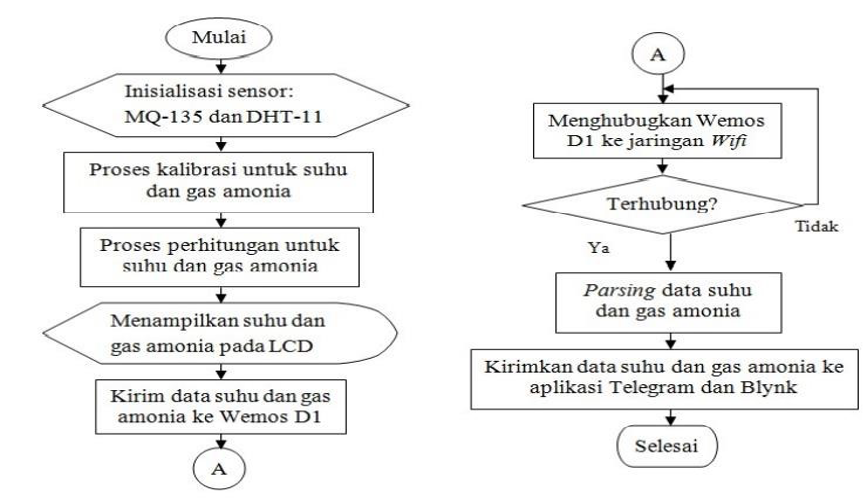 Mulai
Inisialisasi sensor:
MQ-135 dan DHT-11
Proses kalibrasi untuk suhu
dan gas amonia
Proses perhitungan untuk
suhu dan gas amonia
Menampilkan suhu dan
gas amonia pada LCD
Kirim data suhu dan gas
amonia ke Wemos D1
A
A
Menghubugkan Wemos
D1 ke jaringan Wifi
Terhubung?
Tidak
Ya
Parsing data suhu
dan gas amonia
Kirimkan data suhu dan gas amonia ke
aplikasi Telegram dan Blynk
Selesai